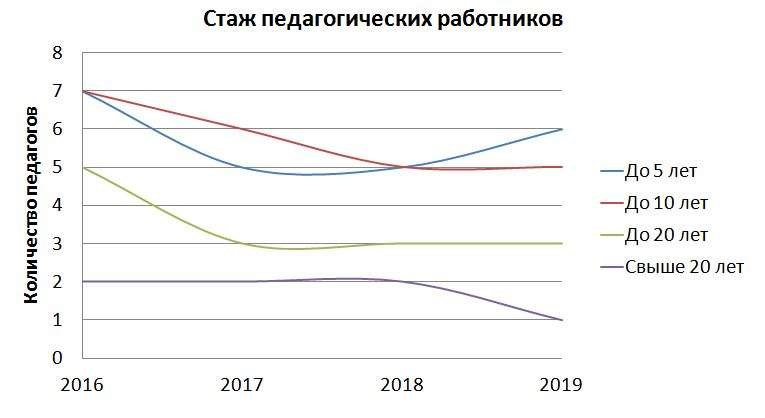 Стаж педагогических работников
Количество педагогов
8
7
6
5
4
3
2
1
0
2016 2017 2018 2019
До 5 лет
До 10 лет
До 20 лет
Свыше 20 лет